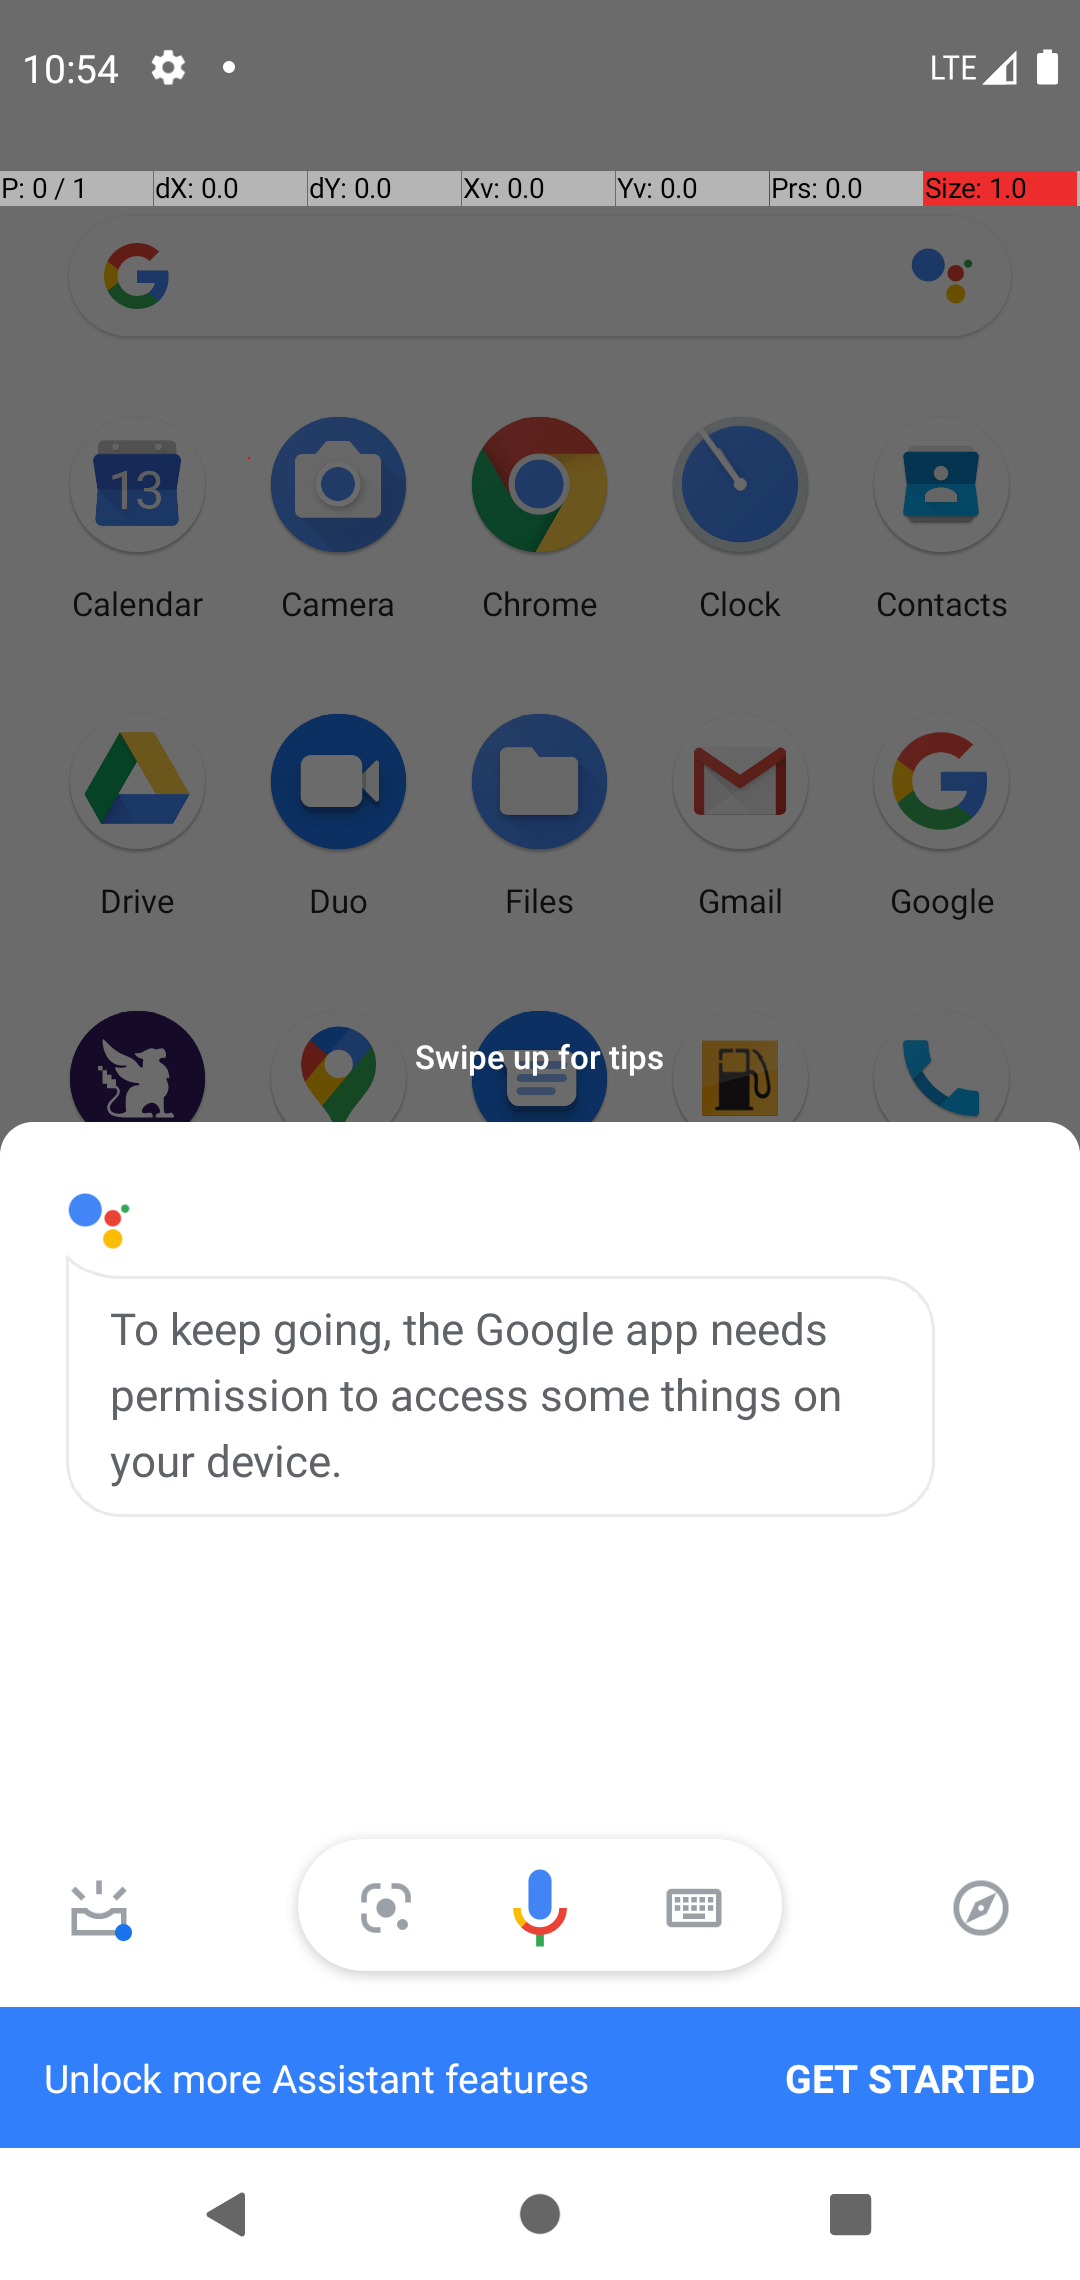 10:54
LTE
P: 0 / 1 dX: 0.0 dY: 0.0 Xv: 0.0 Yv: 0.0 Prs: 0.0 Size: 1.0
13
Calendar Camera Chrome Clock Contacts
Drive Duo Files Gmail Google
Swipe up for tips
To keep going, the Google app needs
permission to access some things on
your device.
Unlock more Assistant features GET STARTED